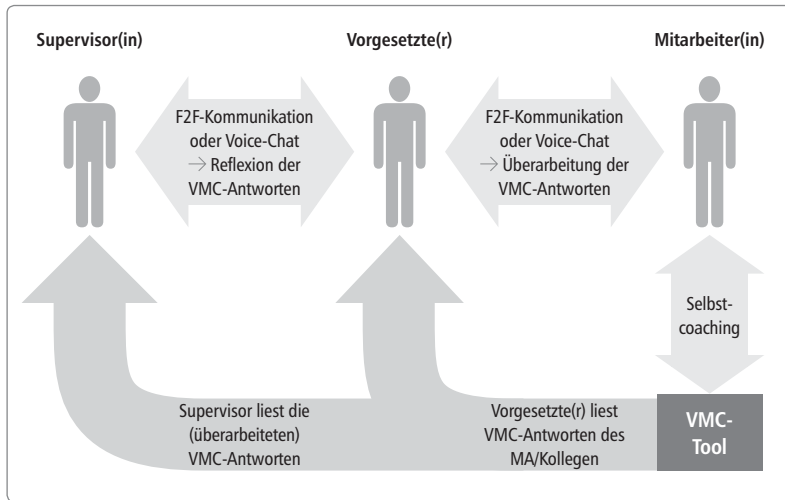 Supervisor(in)
Vorgesetzte(r)
Mitarbeiter(in)
F2F-Kommunikation
oder Voice-Chat
→ Reflexion der
VMC-Antworten
F2F-Kommunikation
oder Voice-Chat
→ Überarbeitung der
VMC-Antworten
Selbst-
coaching
Supervisor liest die
(überarbeiteten)
VMC-Antworten
Vorgesetzte(r) liest
VMC-Antworten des
MA/Kollegen
VMC-
Tool